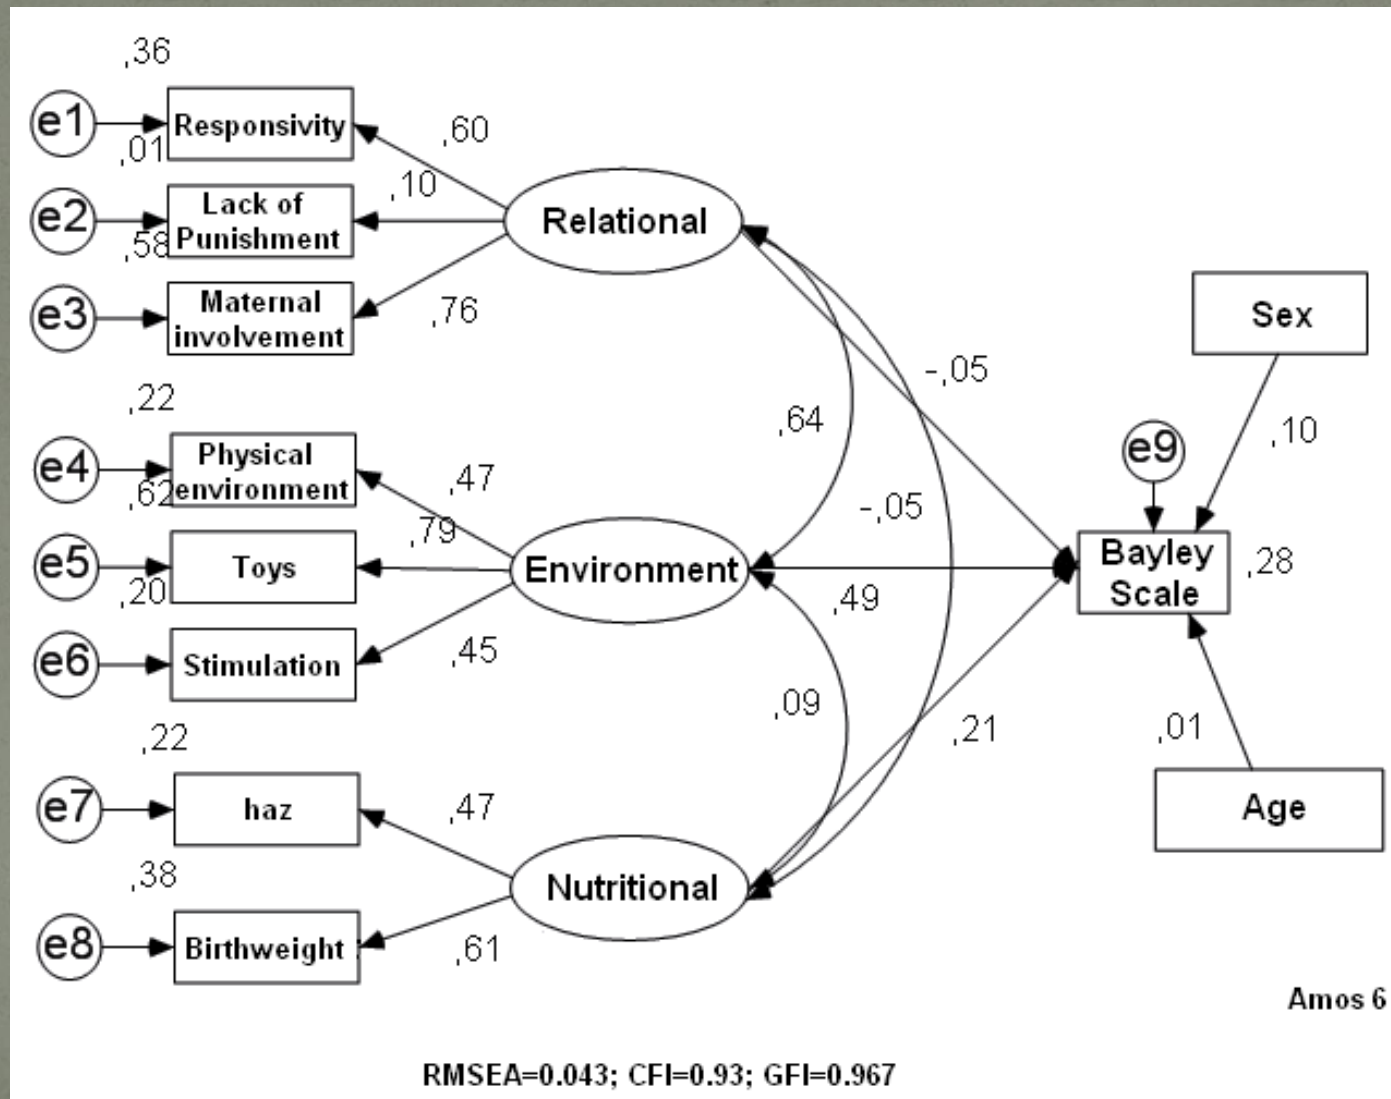 ,36
e1
Responsivity
,60
,01
,10
e2
Lack of
Punishment
Relational
,58
e3
Maternal
involvement
,76
Sex
-,05
,22
,64
,10
e4
Physical
environment
,47
e9
,62
,79
-,05
e5
Toys
Environment
Bayley
Scale
,28
,20
,49
e6
Stimulation
,45
,09
,21
,01
,22
e7
haz
,47
Age
,38
Nutritional
e8
Birthweight
,61
Amos 6
RMSEA=0.043; CFI=0.93; GFI=0.967